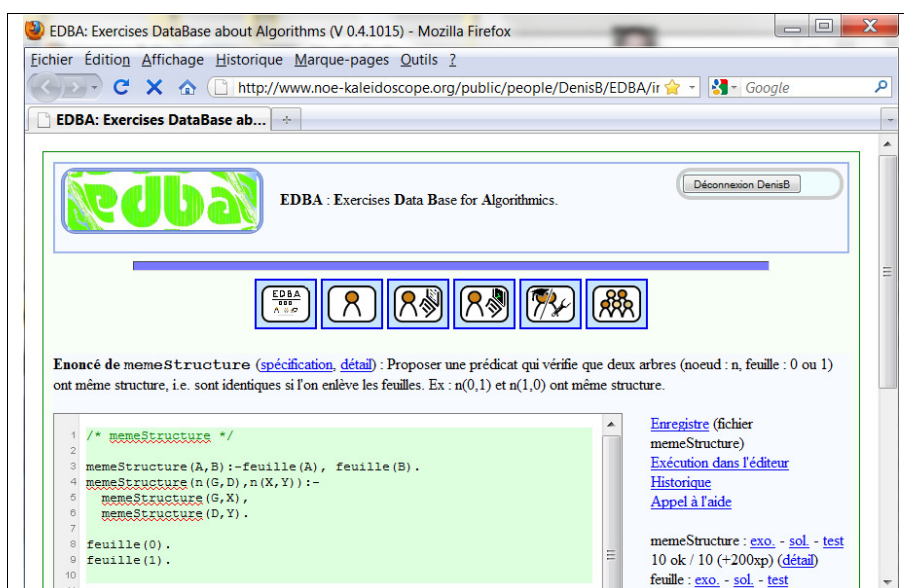 EDBA: Exercises DataBase about Algorithms (V 0.4.1015) - Mozilla Firefox
Fichier Édition Affichage Historique Marque-pages Outils ?
http://www.noe-kaleidoscope.org/public/people/DenisB/EDBA/ir
Google
EDBA: Exercises DataBase ab...
edba
EDBA : Exercises Data Base for Algorithmics.
Déconnexion DenisB
EDBA
Enoncé de memeStructure (spécification, détail) : Proposer une prédicat qui vérifie que deux arbres (noeud : n, feuille : 0 ou 1)
ont même structure, i.e. sont identiques si l'on enlève les feuilles. Ex : n(0,1) et n(1,0) ont même structure.
1 /* memeStructure */
2
3 memeStructure(A,B):-feuille(A), feuille(B).
4 memeStructure(n(G,D),n(X,Y)):-
5 memeStructure(G,X),
6 memeStructure(D,Y).
7
8 feuille(0).
9 feuille(1).
10
Enregistre (fichier
memeStructure)
Exécution dans l'éditeur
Historique
Appel à l'aide
memeStructure : exo. - sol. - test
10 ok / 10 (+200xp) (détail)
feuille : exo. - sol. - test